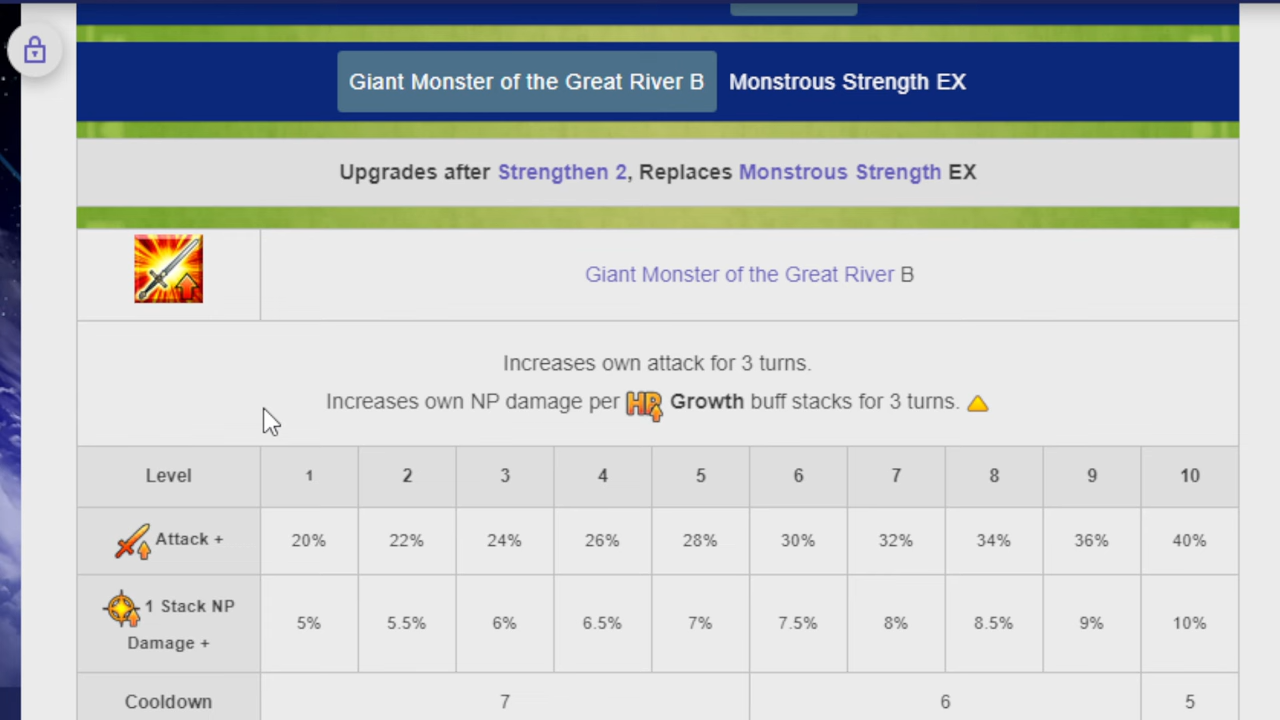 Giant Monster of the Great River B Monstrous Strength EX
Upgrades after Strengthen 2, Replaces Monstrous Strength EX
Giant Monster of the Great River B
Increases own attack for 3 turns.
Increases own NP damage per HP Growth buff stacks for 3 turns.
Level 1 2 3 4 5 6 7 8 9 10
Attack + 20% 22% 24% 26% 28% 30% 32% 34% 36% 40%
1 Stack NP
Damage + 5% 5.5% 6% 6.5% 7% 7.5% 8% 8.5% 9% 10%
Cooldown 7 6 5